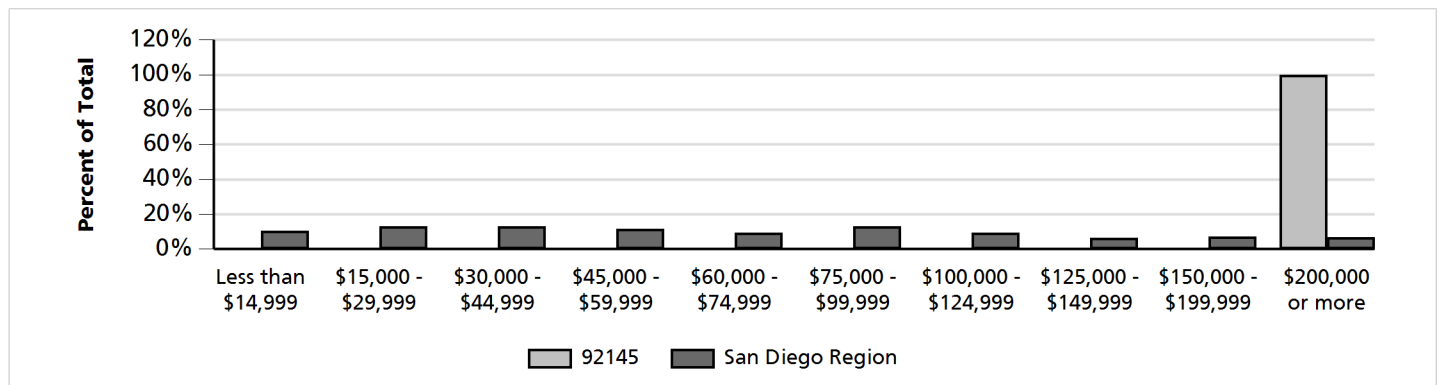 Percent of Total
120%
100%
80%
60%
40%
20%
0%
Less than $15,000 - $30,000 - $45,000 - $60,000 - $75,000 - $100,000 - $125,000 - $150,000 - $200,000
$14,999 $29,999 $44,999 $59,999 $74,999 $99,999 $124,999 $149,999 $199,999 or more
92145 San Diego Region